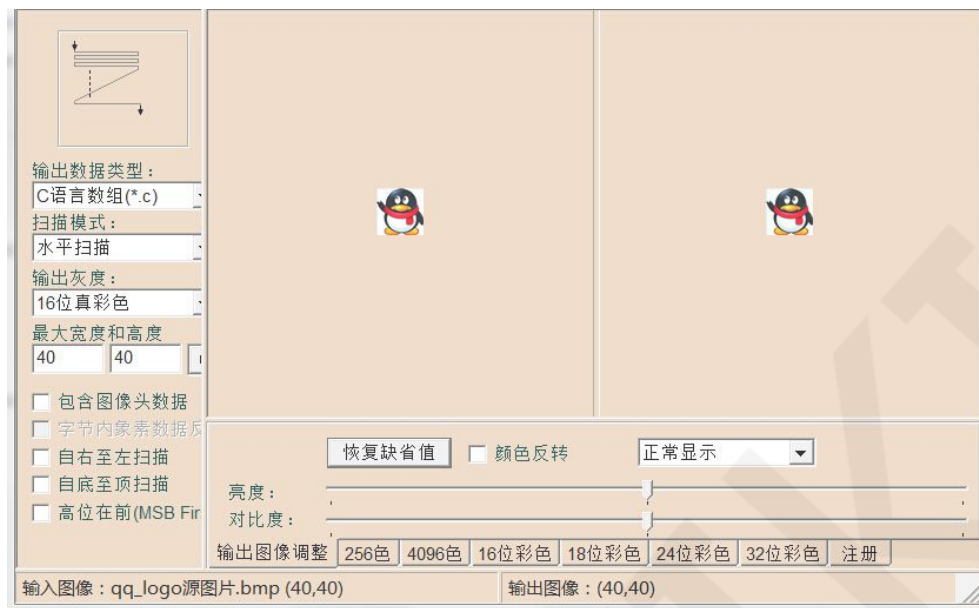 输出数据类型:
C语言数组(*.c)
扫描模式:
水平扫描
输出灰度:
16位真彩色
最大宽度和高度
40 40
包含图像头数据
字节内象素数据反
自右至左扫描
自底至顶扫描
高位在前(MSB Fir
恢复缺省值 颜色反转 正常显示
亮度:
对比度:
输出图像调整 256色 4096色 16位彩色 18位彩色 24位彩色 32位彩色 注册
输入图像:qq_logo源图片.bmp (40,40) 输出图像:(40,40)